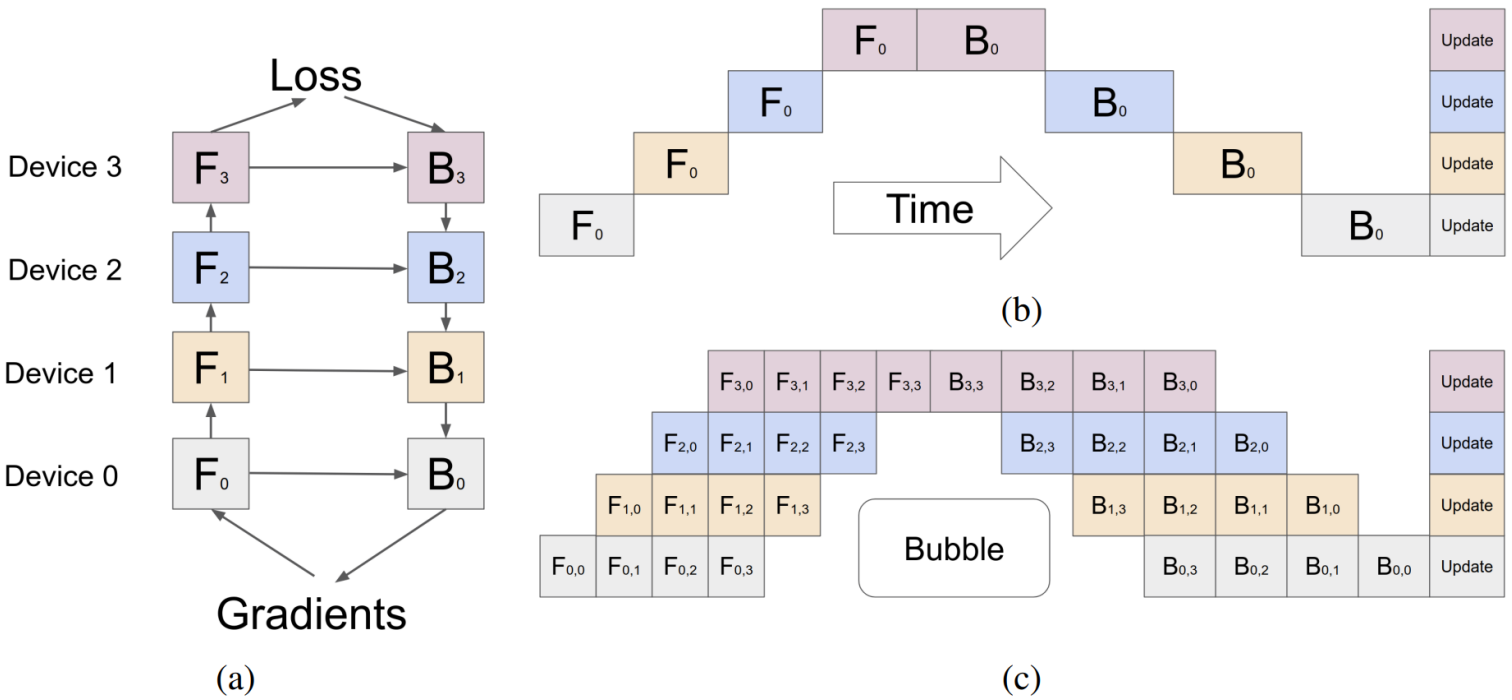 Loss
Device 3 F3 B3
Device 2 F2 B2
Device 1 F1 B1
Device 0 F0 B0
Gradients
(a)
F0 B0 Update
F0 B0 Update
F0 B0 Update
Time
F0 B0 Update
(b)
F3,0 F3,1 F3,2 F3,3 B3,3 B3,2 B3,1 B3,0 Update
F2,0 F2,1 F2,2 F2,3 B2,3 B2,2 B2,1 B2,0 Update
F1,0 F1,1 F1,2 F1,3 B1,3 B1,2 B1,1 B1,0 Update
Bubble
F0,0 F0,1 F0,2 F0,3 B0,3 B0,2 B0,1 B0,0 Update
(c)